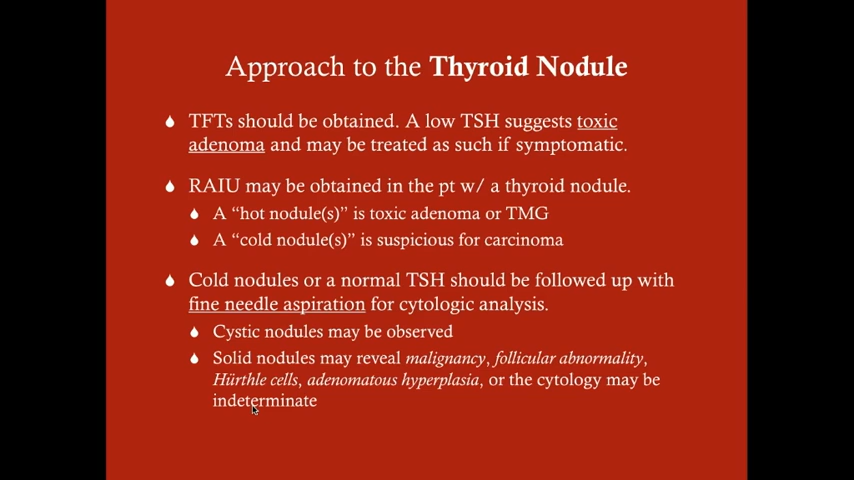 Approach to the Thyroid Nodule
TFTs should be obtained. A low TSH suggests toxic
adenoma and may be treated as such if symptomatic.
RAIU may be obtained in the pt w/ a thyroid nodule.
A “hot nodule(s)” is toxic adenoma or TMG
A “cold nodule(s)” is suspicious for carcinoma
Cold nodules or a normal TSH should be followed up with
fine needle aspiration for cytologic analysis.
Cystic nodules may be observed
Solid nodules may reveal malignancy, follicular abnormality,
Hürthle cells, adenomatous hyperplasia, or the cytology may be
indeterminate